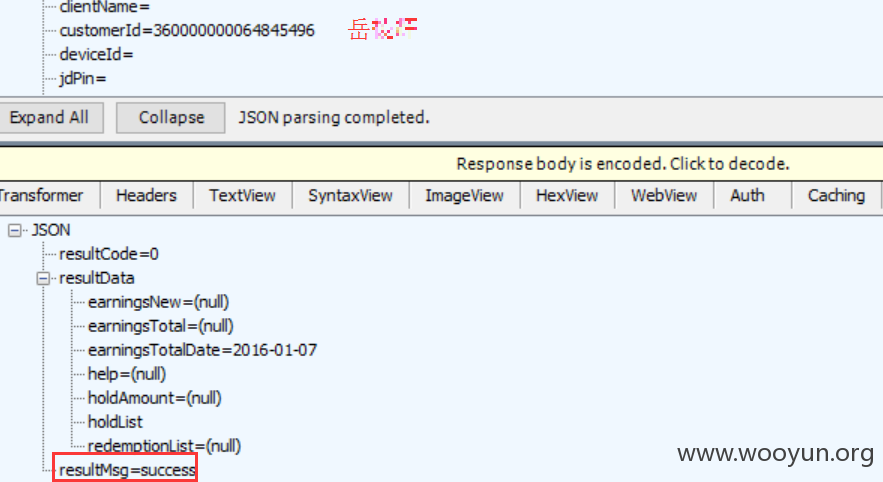 clientName=
customerId=360000000064845496 岳
deviceId=
jdPin=
Expand All Collapse JSON parsing completed.
Response body is encoded. Click to decode.
Transformer Headers TextView SyntaxView ImageView HexView WebView Auth Caching
JSON
resultCode=0
resultData
earningsNew=(null)
earningsTotal=(null)
earningsTotalDate=2016-01-07
help=(null)
holdAmount=(null)
holdList
redemptionList=(null)
resultMsg=success
www.wooyun.org